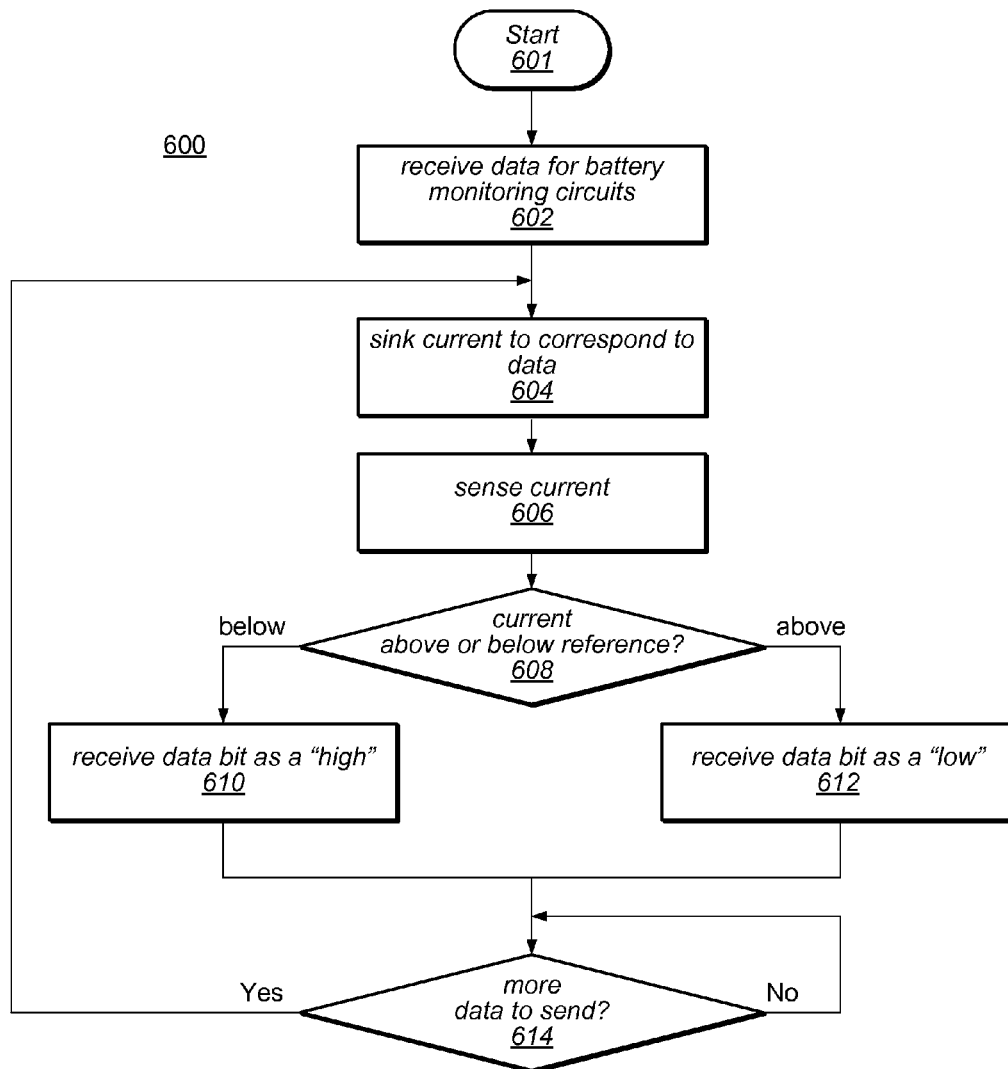 Start
601
600
receive data for battery
monitoring circuits
602
sink current to correspond to
data
604
sense current
606
current
above or below reference?
608
below
above
receive data bit as a “high”
610
receive data bit as a “low”
612
more
data to send?
614
Yes
No